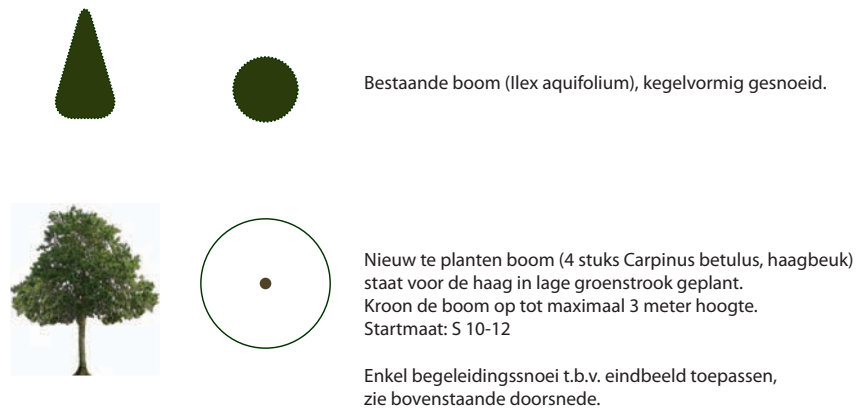 Bestaande boom (Ilex aquifolium), kegelvormig gesnoeid.
Nieuw te planten boom (4 stuks Carpinus betulus, haagbeuk)
staat voor de haag in lage groenstrook geplant.
Kroon de boom op tot maximaal 3 meter hoogte.
Startmaat: S 10-12
Enkel begeleidingssnoei t.b.v. eindbeeld toepassen,
zie bovenstaande doorsnede.